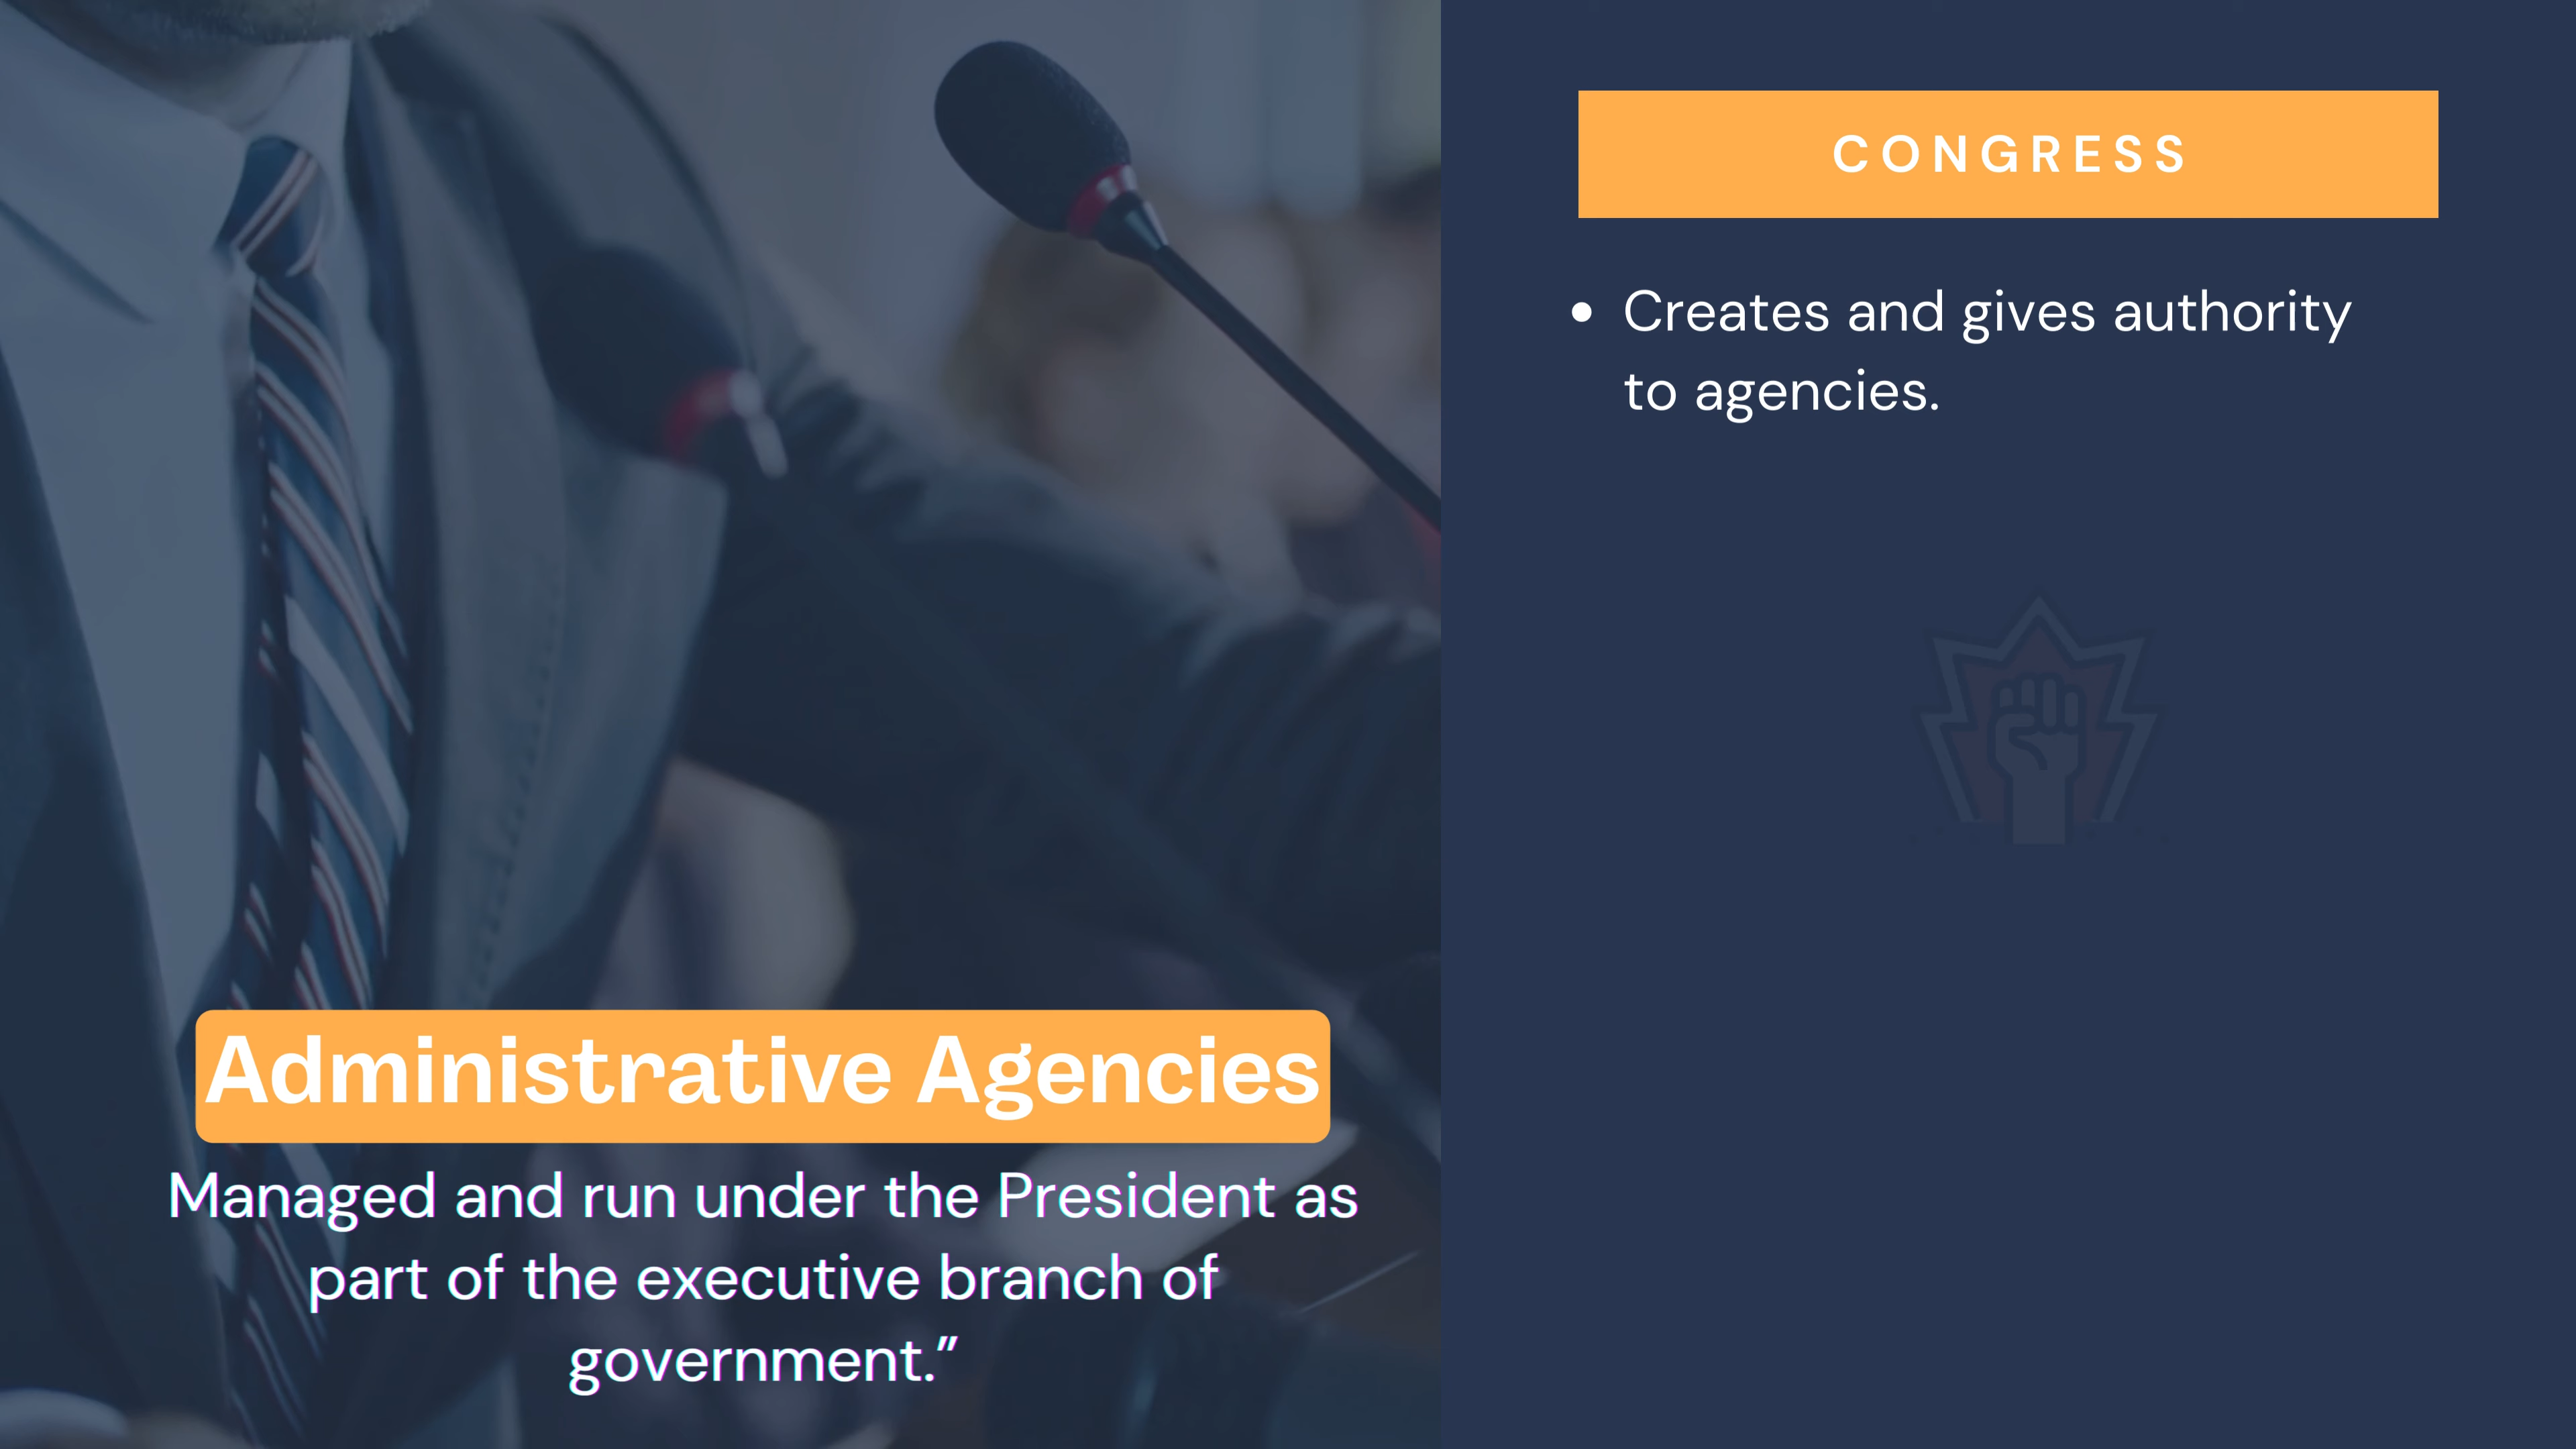 Administrative Agencies
Managed and run under the President as
part of the executive branch of
government.”
CONGRESS
• Creates and gives authority
to agencies.